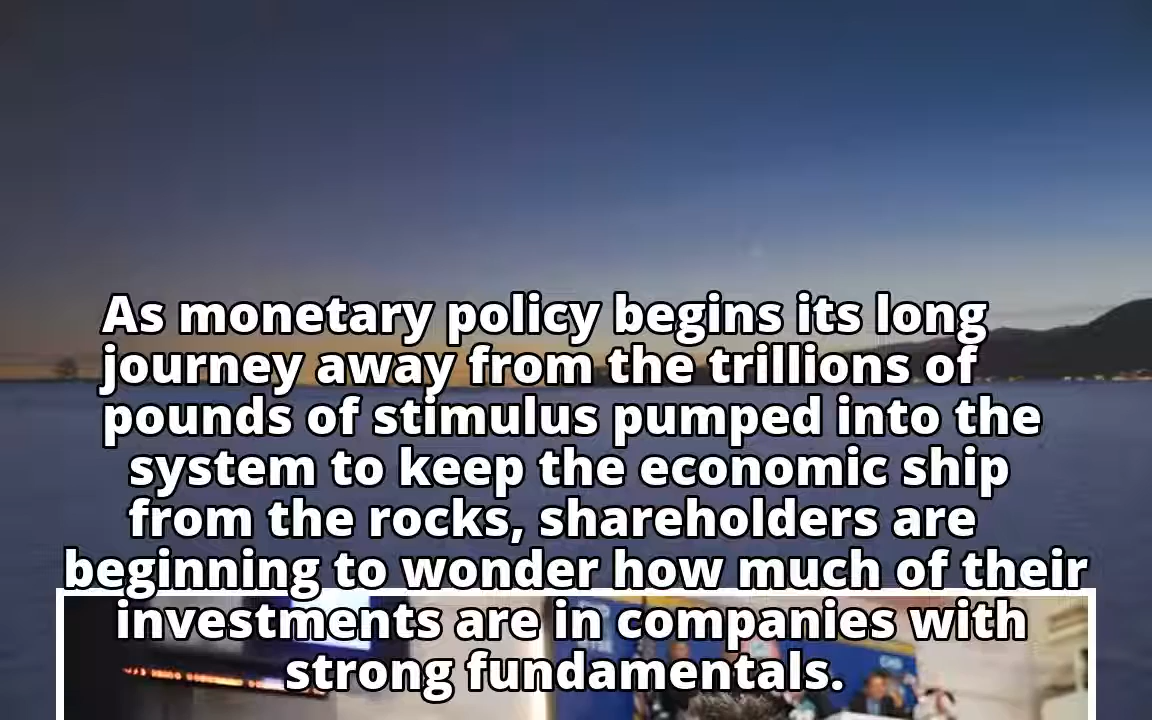 As monetary policy begins its long
journey away from the trillions of
pounds of stimulus pumped into the
system to keep the economic ship
from the rocks, shareholders are
beginning to wonder how much of their
investments are in companies with
strong fundamentals.